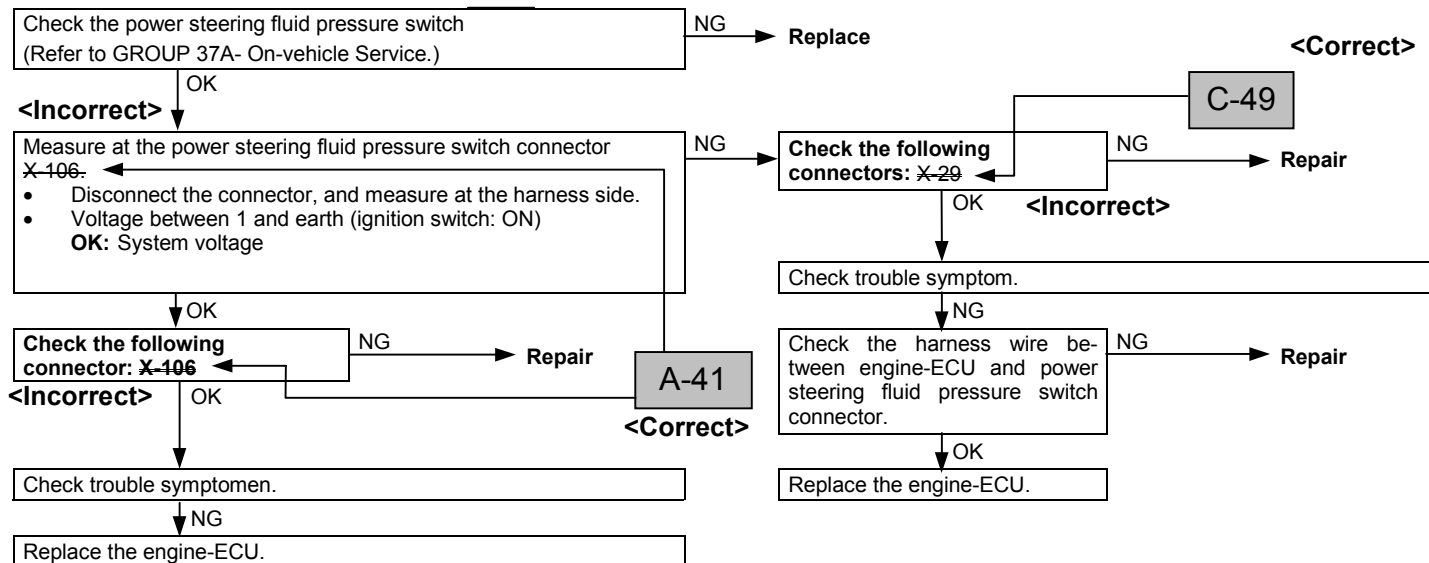 Check the power steering fluid pressure switch
(Refer to GROUP 37A- On-vehicle Service.)
NG
Replace
OK
<Incorrect>
Measure at the power steering fluid pressure switch connector
X-106.
• Disconnect the connector, and measure at the harness side.
• Voltage between 1 and earth (ignition switch: ON)
OK: System voltage
NG
OK
Check the following
connector: X-106
NG
Repair
<Incorrect>
OK
A-41
<Correct>
Check trouble symptomen.
NG
Replace the engine-ECU.
<Correct>
C-49
Check the following
connectors: X-29
NG
Repair
OK
<Incorrect>
Check trouble symptom.
NG
Check the harness wire be-
tween engine-ECU and power
steering fluid pressure switch
connector.
NG
Repair
OK
Replace the engine-ECU.